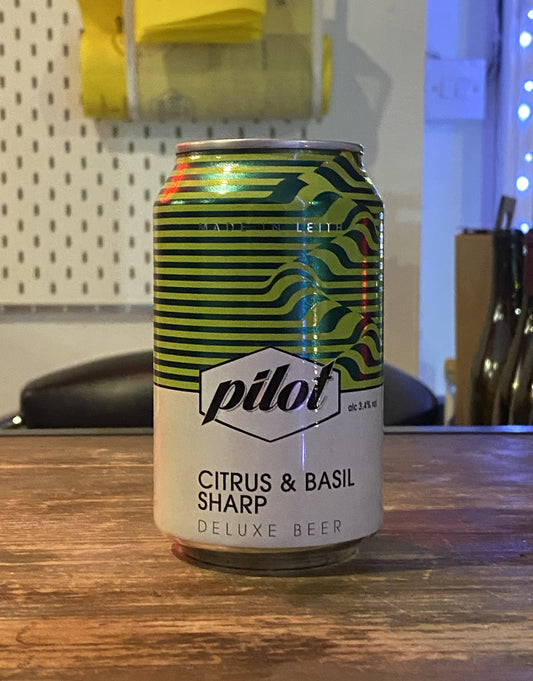 MADE IN LEITH
pilot
alc 3.4% vol
CITRUS & BASIL
SHARP
DELUXE BEER